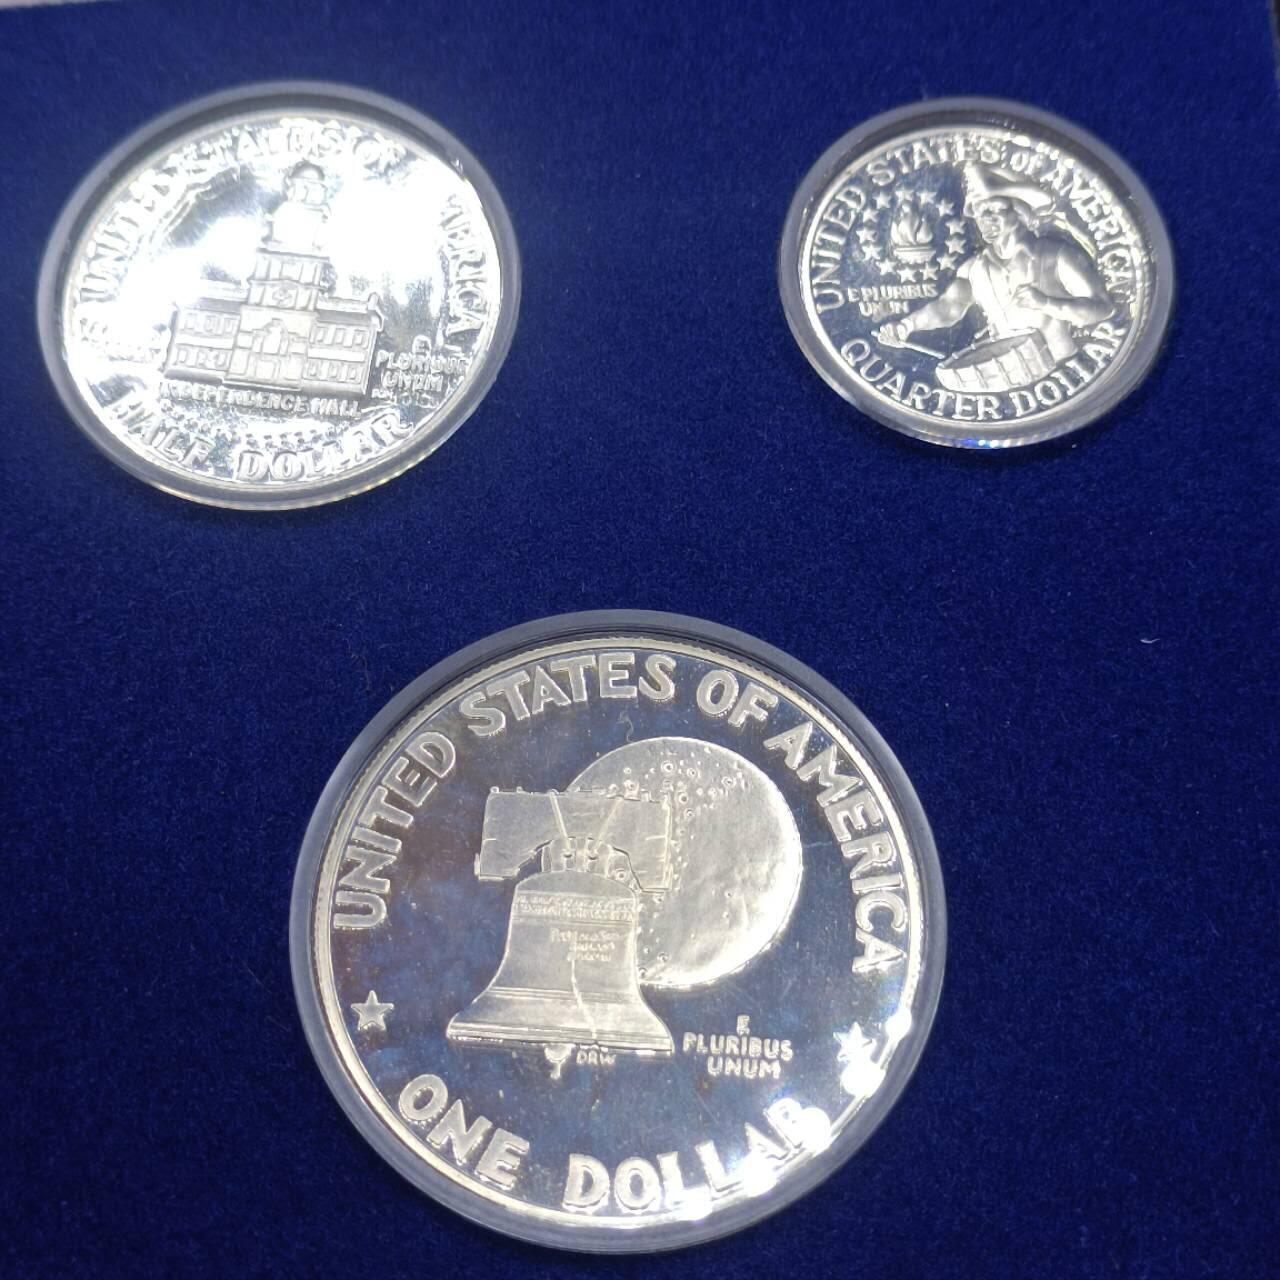 UNITED STATES OF AMERICA
E
PLURIBUS
UNUM
INDEPENDENCE HALL
HALF DOLLAR
UNITED STATES OF AMERICA
E PLURIBUS
UNUM
QUARTER DOLLAR
UNITED STATES OF AMERICA
DRW
E
PLURIBUS
UNUM
ONE DOLLAR